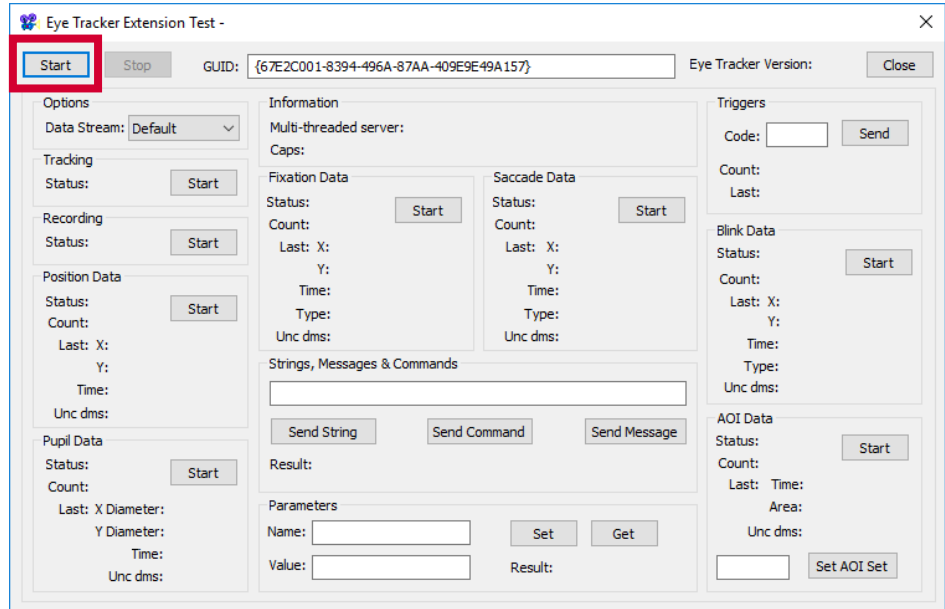 Eye Tracker Extension Test -
Start Stop GUID: {67E2C001-8394-496A-87AA-409E9E49A157} Eye Tracker Version: Close
Options
Data Stream: Default
Tracking
Status: Start
Recording
Status: Start
Position Data
Status: Start
Count:
Last: X:
Y:
Time:
Unc dms:
Pupil Data
Status: Start
Count:
Last: X Diameter:
Y Diameter:
Time:
Unc dms:
Information
Multi-threaded server:
Caps:
Fixation Data
Status: Start
Count:
Last: X:
Y:
Time:
Type:
Unc dms:
Saccade Data
Status: Start
Count:
Last: X:
Y:
Time:
Type:
Unc dms:
Strings, Messages & Commands
Send String Send Command Send Message
Result:
Parameters
Name: Set Get
Value: Result:
Triggers
Code: Send
Count:
Last:
Blink Data
Status: Start
Count:
Last: X:
Y:
Time:
Type:
Unc dms:
AOI Data
Status: Start
Count:
Last: Time:
Area:
Unc dms:
Set AOI Set